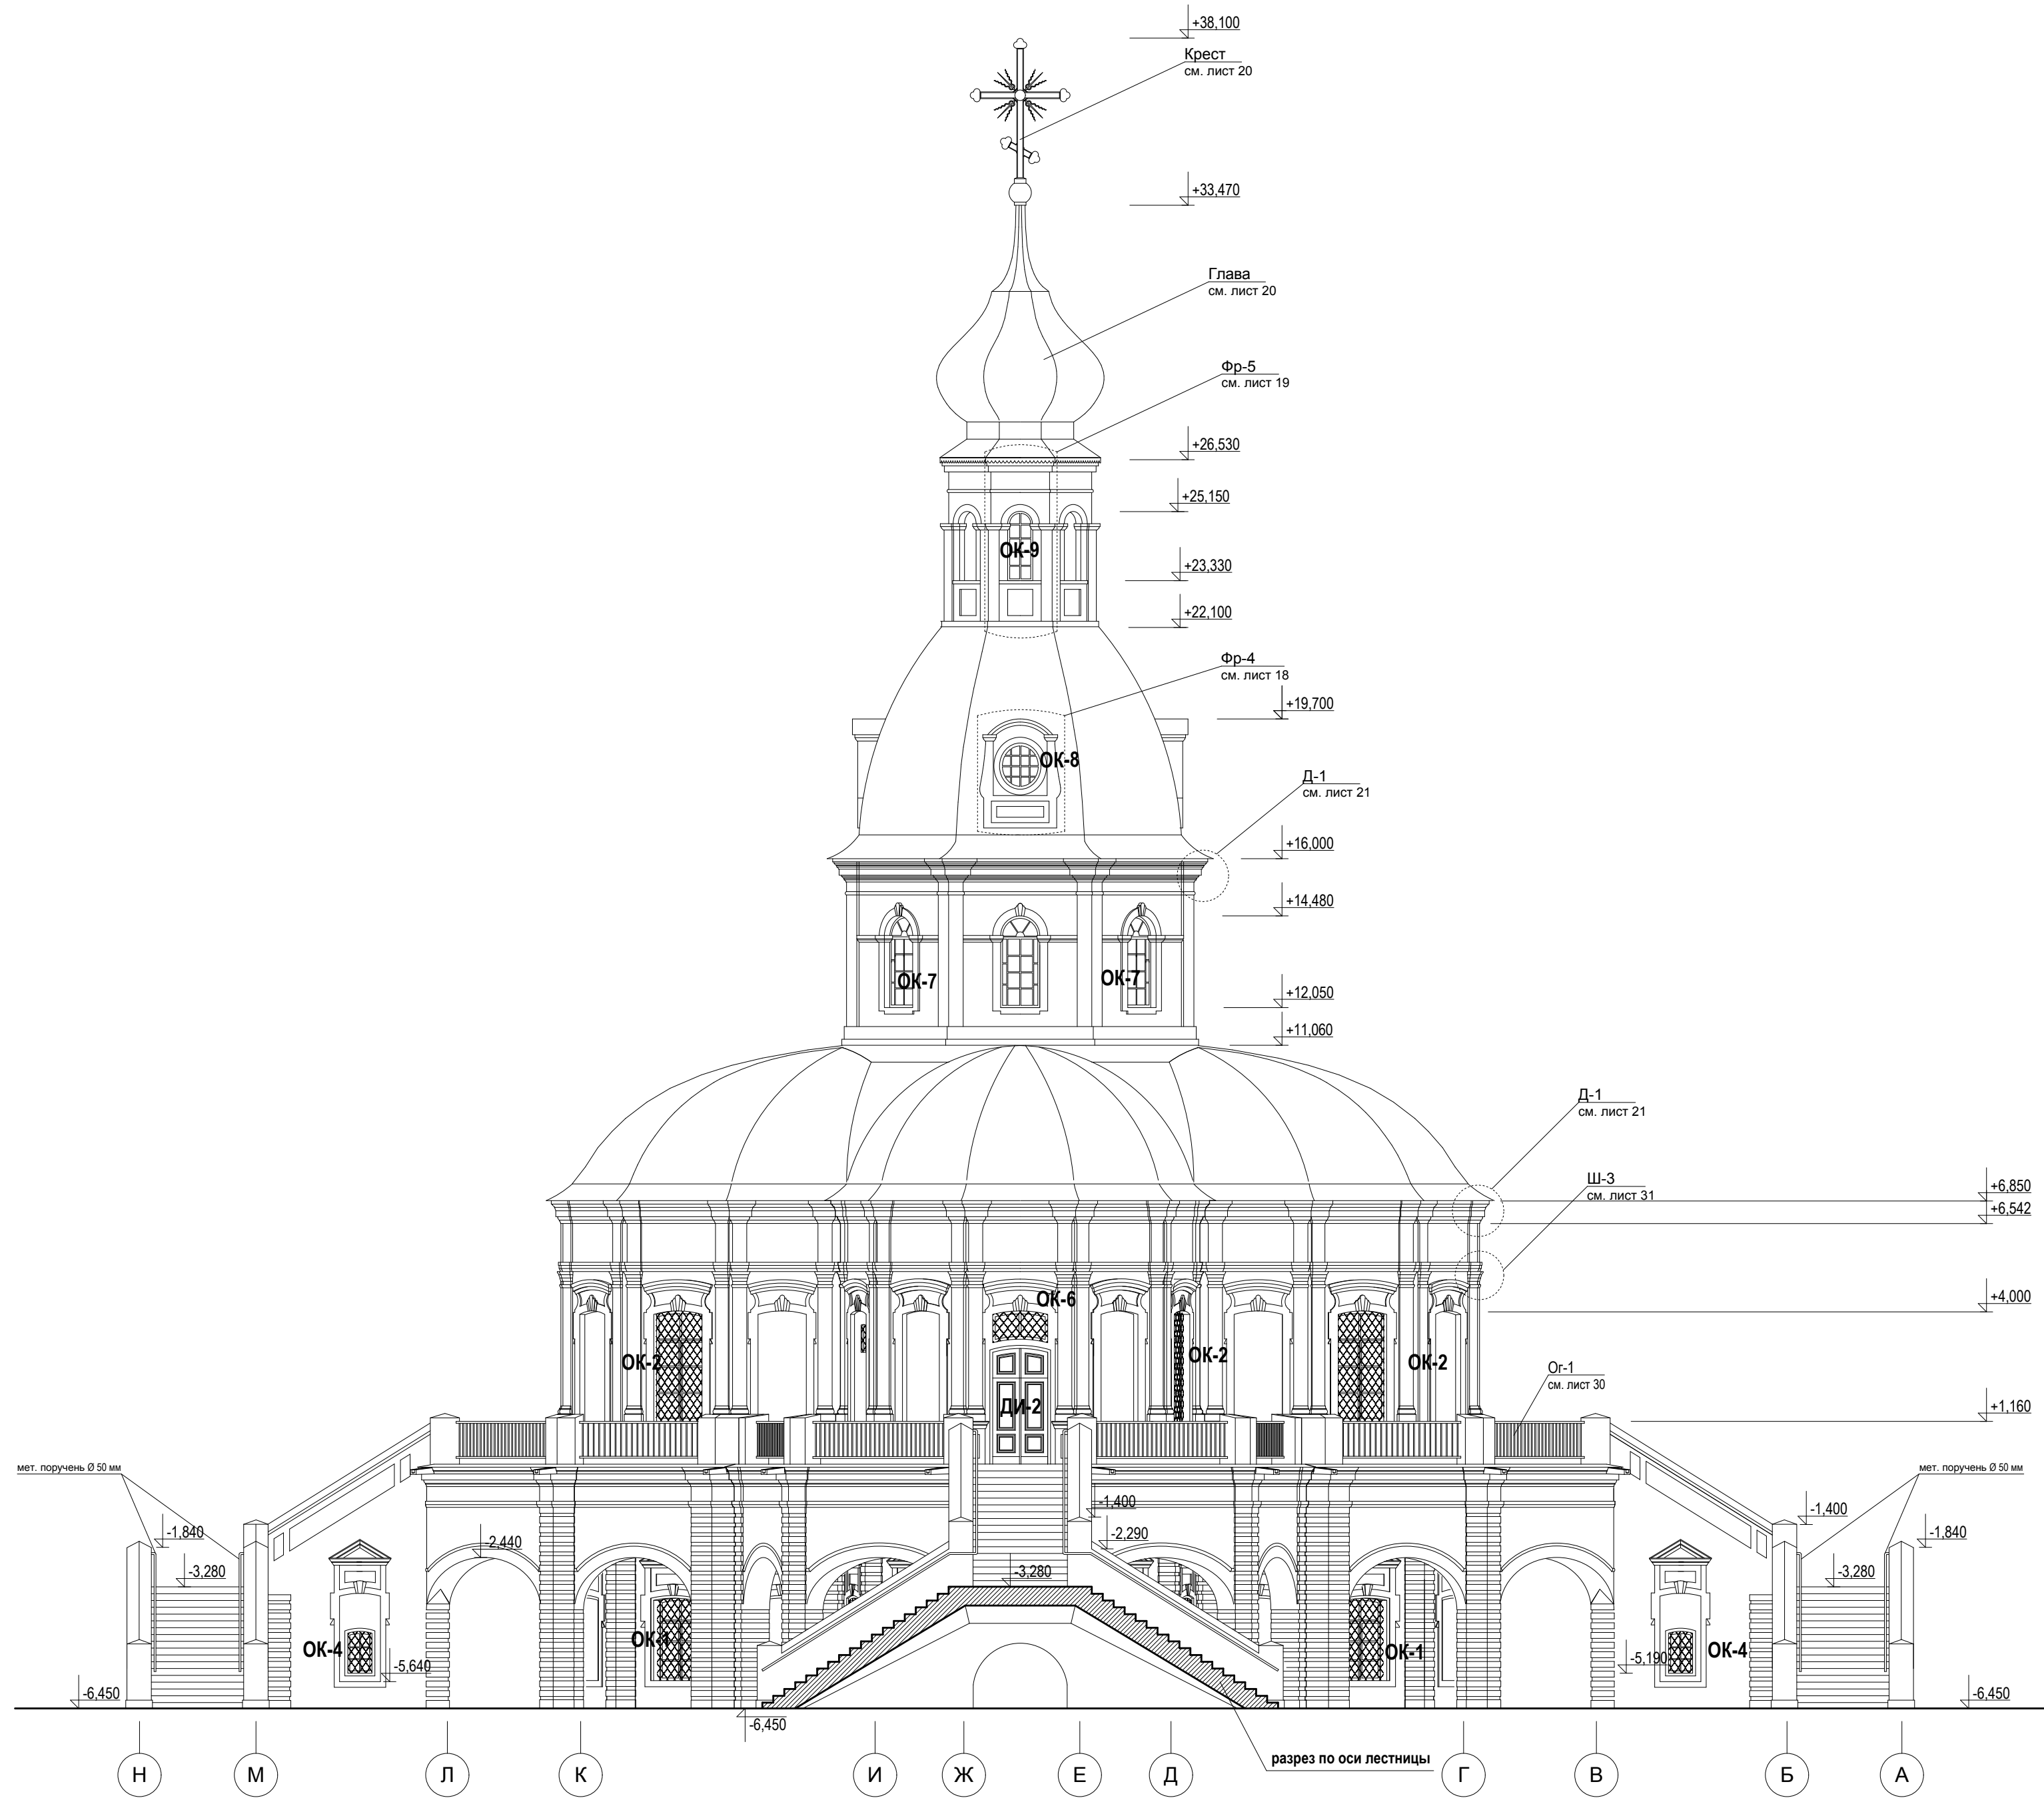 +38,100
Крест
см. лист 20
+33,470
Глава
см. лист 20
Фр-5
см. лист 19
+26,530
+25,150
ОК-9
+23,330
+22,100
Фр-4
см. лист 18
+19,700
ОК-8
Д-1
см. лист 21
+16,000
+14,480
ОК-7
ОК-7
+12,050
+11,060
Д-1
см. лист 21
Ш-3
см. лист 31
+6,850
+6,542
ОК-6
+4,000
ОК-2
ОК-2
ОК-2
Ог-1
см. лист 30
ДИ-2
+1,160
мет. поручень Ø 50 мм
мет. поручень Ø 50 мм
-1,400
-1,400
-1,840
-2,440
-2,290
-1,840
-3,280
-3,280
-3,280
ОК-4
ОК-1
ОК-1
ОК-4
-5,640
-5,190
-6,450
-6,450
-6,450
разрез по оси лестницы
Н
М
Л
К
И
Ж
Е
Д
Г
В
Б
А